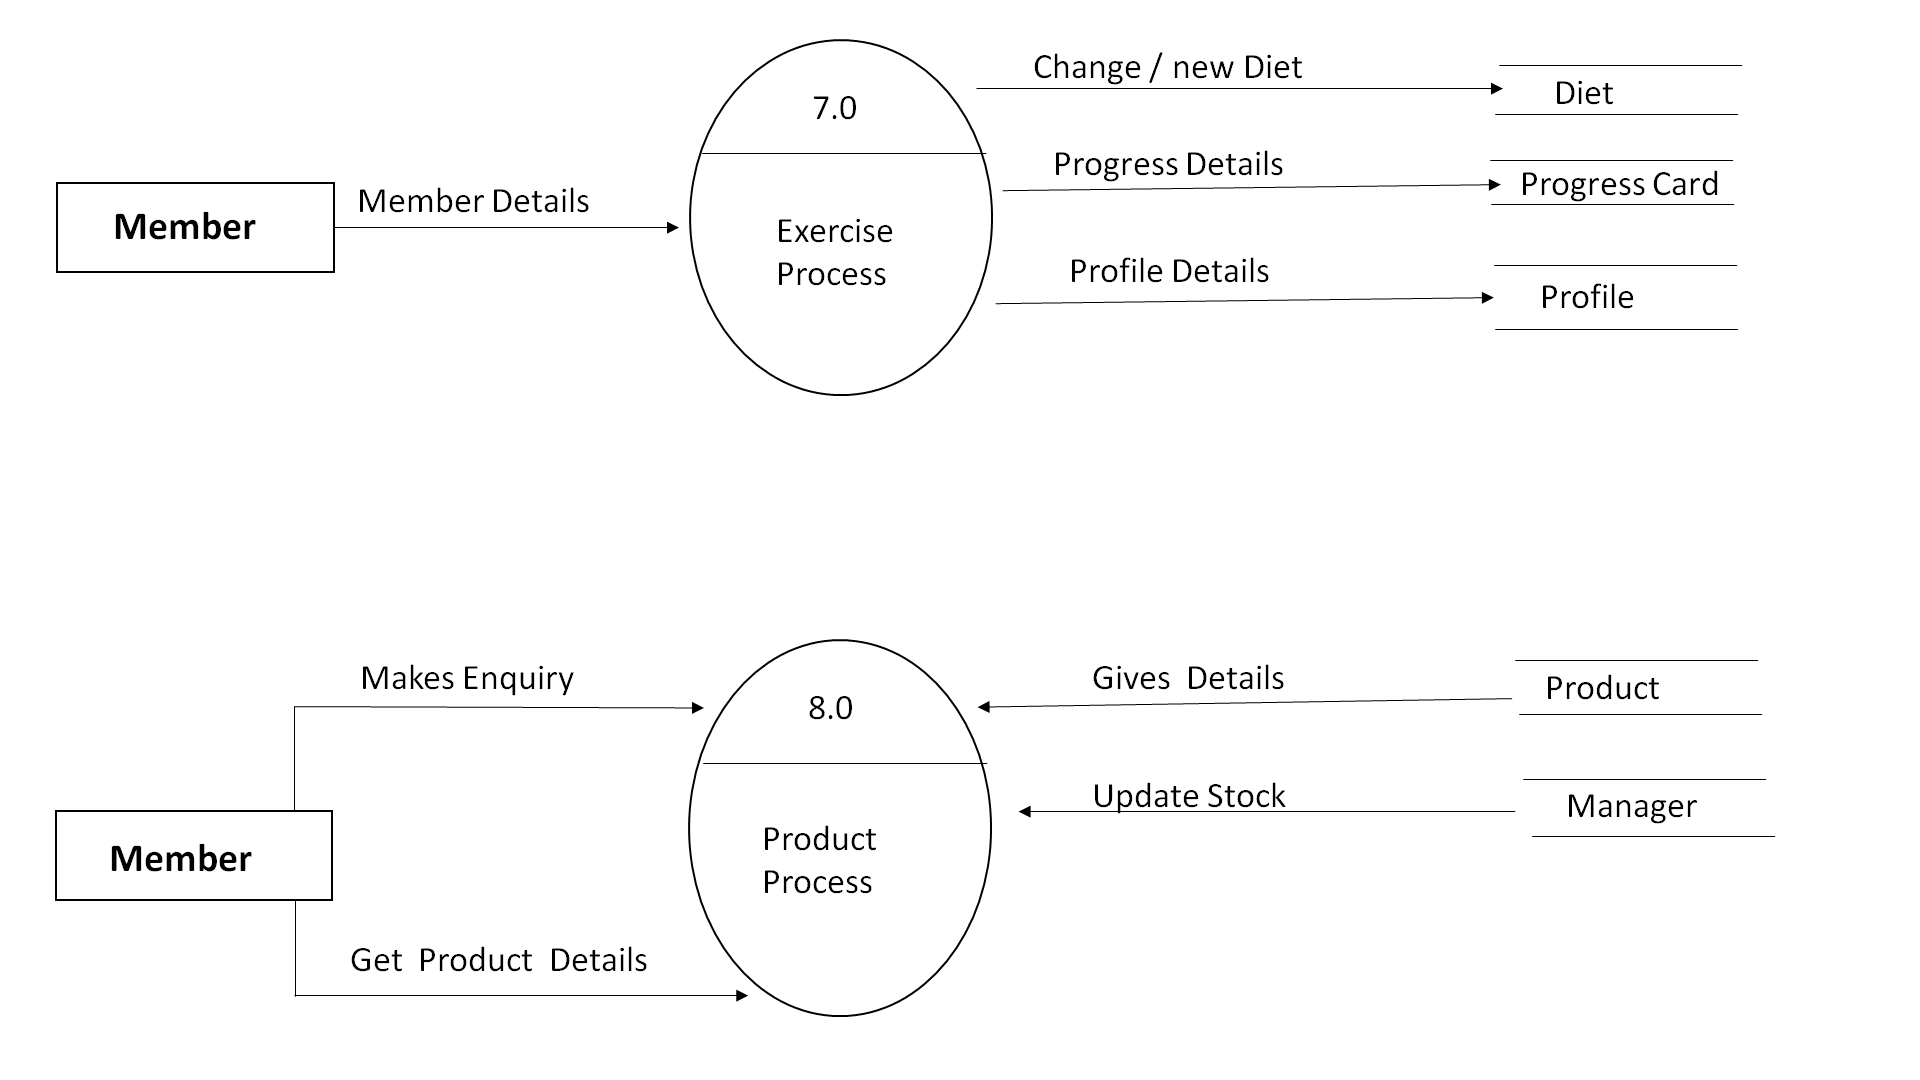 Change / new Diet
Diet
7.0
Progress Details
Progress Card
Member Details
Member
Exercise
Process
Profile Details
Profile
Makes Enquiry
8.0
Gives Details
Product
Update Stock
Manager
Member
Product
Process
Get Product Details